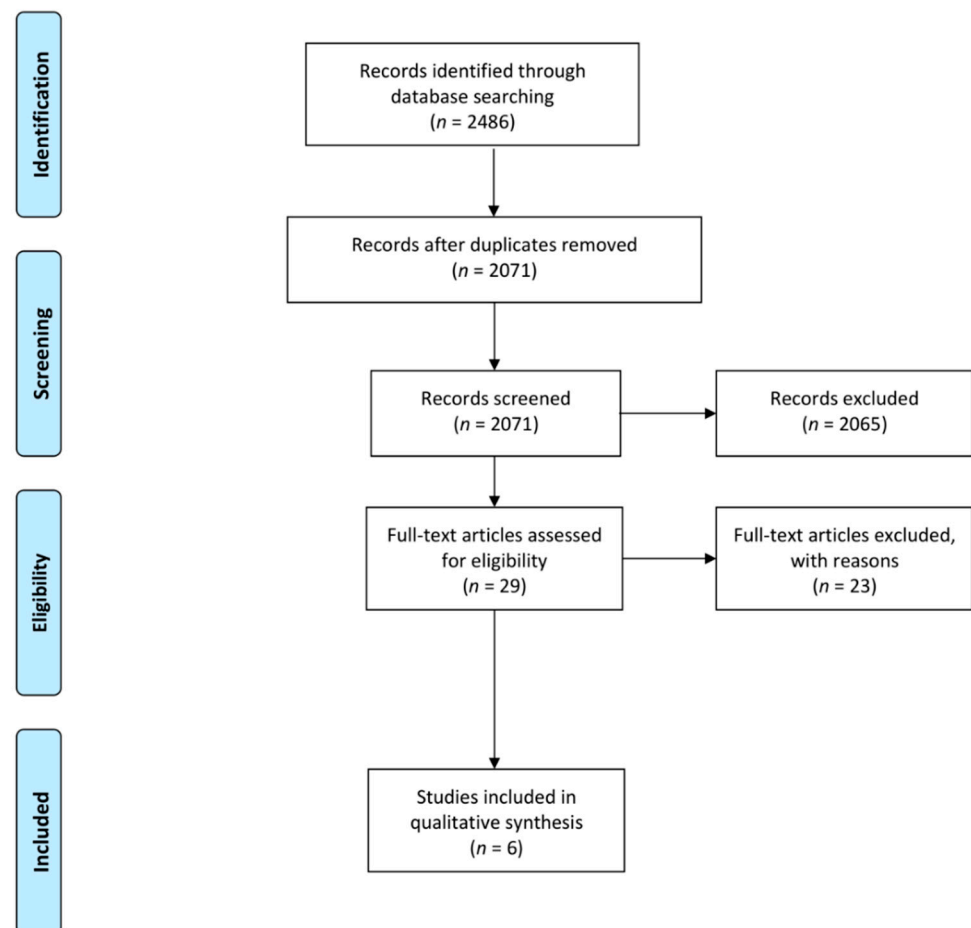 Identification
Records identified through
database searching
(n = 2486)
Records after duplicates removed
(n = 2071)
Screening
Records screened
(n = 2071)
Records excluded
(n = 2065)
Eligibility
Full-text articles assessed
for eligibility
(n = 29)
Full-text articles excluded,
with reasons
(n = 23)
Included
Studies included in
qualitative synthesis
(n = 6)